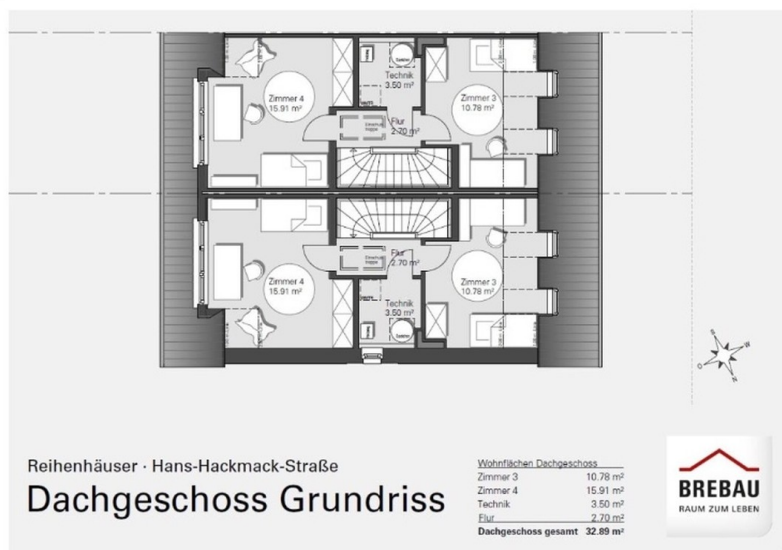 Technik
3.50 m²
Zimmer 4
15.91 m²
Zimmer 3
10.78 m²
Flur
2.70 m²
Flur
2.70 m²
Zimmer 4
15.91 m²
Zimmer 3
10.78 m²
Technik
3.50 m²
S
W
O
N
Reihenhäuser · Hans-Hackmack-Straße
Dachgeschoss Grundriss
Wohnflächen Dachgeschoss
Zimmer 3 10.78 m²
Zimmer 4 15.91 m²
Technik 3.50 m²
Flur 2.70 m²
Dachgeschoss gesamt 32.89 m²
BREBAU
RAUM ZUM LEBEN